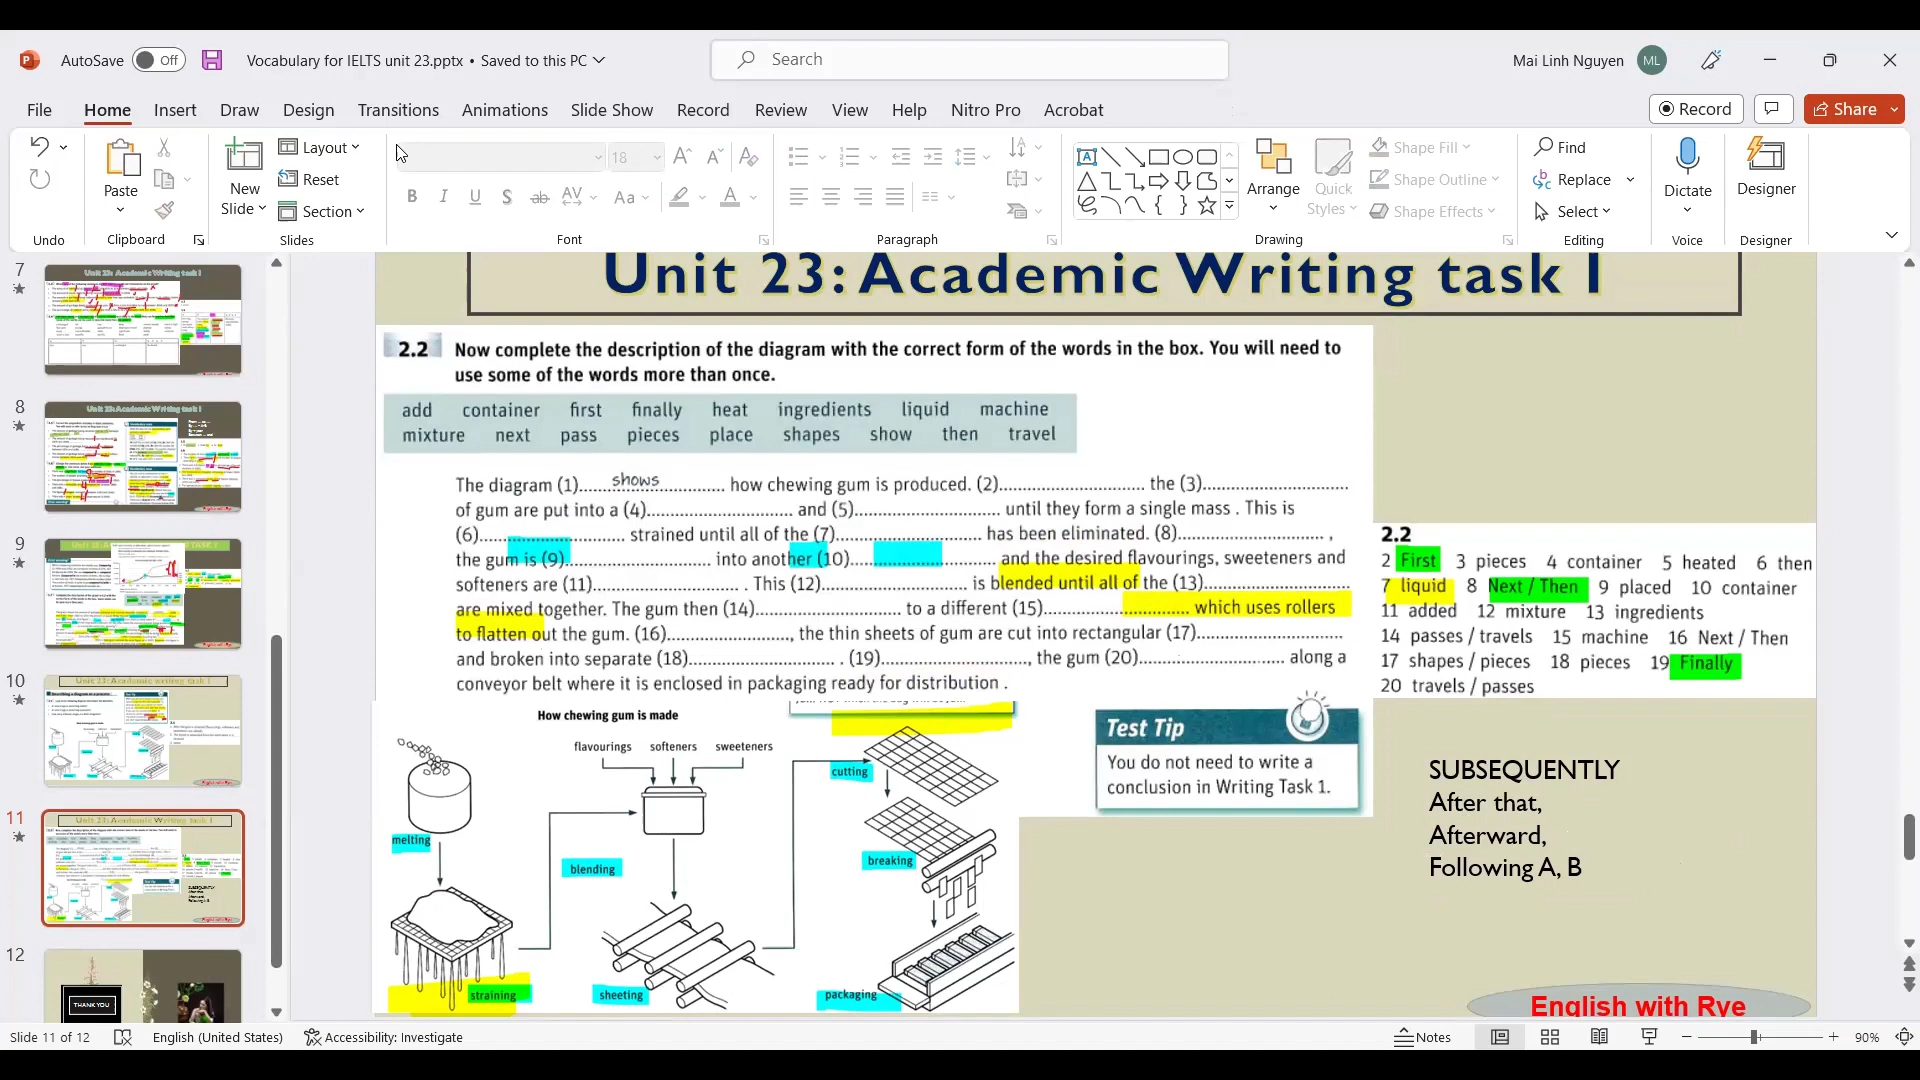 AutoSave Off Vocabulary for IELTS unit 23.pptx • Saved to this PC Search Mai Linh Nguyen ML
File Home Insert Draw Design Transitions Animations Slide Show Record Review View Help Nitro Pro Acrobat Record Share
Paste
New Slide
Layout
Reset
Section
18
Arrange
Quick Styles
Shape Fill
Shape Outline
Shape Effects
Find
Replace
Select
Dictate
Designer
Undo Clipboard Slides Font Paragraph Drawing Editing Voice Designer
7
8
9
10
11
12
THANK YOU
Unit 23: Academic Writing task 1
2.2 Now complete the description of the diagram with the correct form of the words in the box. You will need to
use some of the words more than once.
add container first finally heat ingredients liquid machine
mixture next pass pieces place shapes show then travel
The diagram (1)....shows.... how chewing gum is produced. (2)........................ the (3)........................
of gum are put into a (4)........................ and (5)........................ until they form a single mass . This is
(6)........................ strained until all of the (7)........................ has been eliminated. (8)........................ ,
the gum is (9)........................ into another (10)........................ and the desired flavourings, sweeteners and
softeners are (11)........................ . This (12)........................ is blended until all of the (13)........................
are mixed together. The gum then (14)........................ to a different (15)........................ which uses rollers
to flatten out the gum. (16)........................, the thin sheets of gum are cut into rectangular (17)........................
and broken into separate (18)........................ . (19)........................, the gum (20)........................ along a
conveyor belt where it is enclosed in packaging ready for distribution .
2.2
2 First 3 pieces 4 container 5 heated 6 then
7 liquid 8 Next / Then 9 placed 10 container
11 added 12 mixture 13 ingredients
14 passes / travels 15 machine 16 Next / Then
17 shapes / pieces 18 pieces 19 Finally
20 travels / passes
How chewing gum is made
flavourings softeners sweeteners
melting
blending
cutting
breaking
straining
sheeting
packaging
Test Tip
You do not need to write a
conclusion in Writing Task 1.
SUBSEQUENTLY
After that,
Afterward,
Following A, B
English with Rye
Slide 11 of 12 English (United States) Accessibility: Investigate Notes 90%